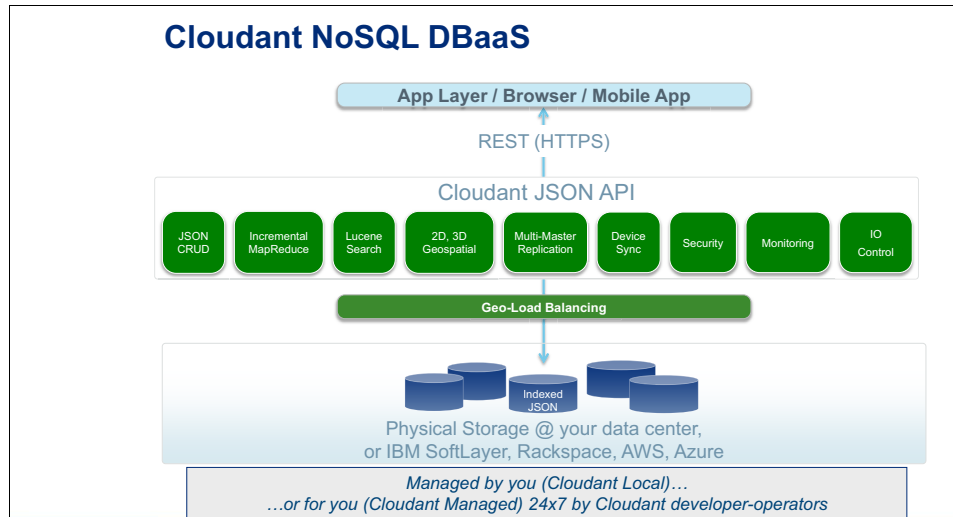 Cloudant NoSQL DBaaS
App Layer / Browser / Mobile App
REST (HTTPS)
Cloudant JSON API
JSON
CRUD
Incremental
MapReduce
Lucene
Search
2D, 3D
Geospatial
Multi-Master
Replication
Device
Sync
Security
Monitoring
IO
Control
Geo-Load Balancing
Indexed
JSON
Physical Storage @ your data center,
or IBM SoftLayer, Rackspace, AWS, Azure
Managed by you (Cloudant Local)…
…or for you (Cloudant Managed) 24x7 by Cloudant developer-operators